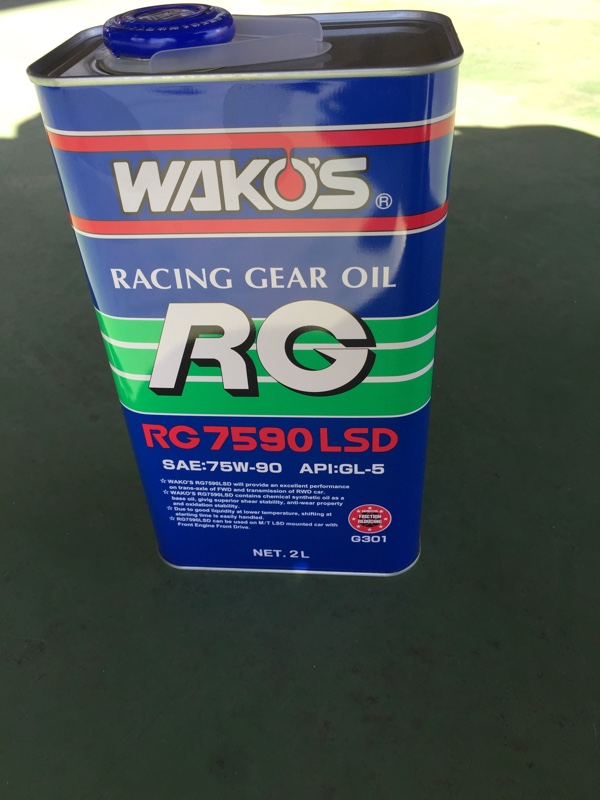 WAKO'S®
RACING GEAR OIL
RG
RG7590LSD
SAE:75W-90 API:GL-5
☆ WAKO'S RG7590LSD will provide an excellent performance
on trans-axle of FWD and transmission of RWD car.
☆ WAKO'S RG7590LSD contains chemical synthetic oil as a
base oil, givig superior shear stability, anti-wear property
and oxidation stability.
☆ Due to good liquidity at lower temperature, shifting at
starting time is easily handled.
☆ RG7590LSD can be used on M/T LSD mounted car with
Front Engine Front Drive.
FRICTION
REDUCING
G301
NET. 2L